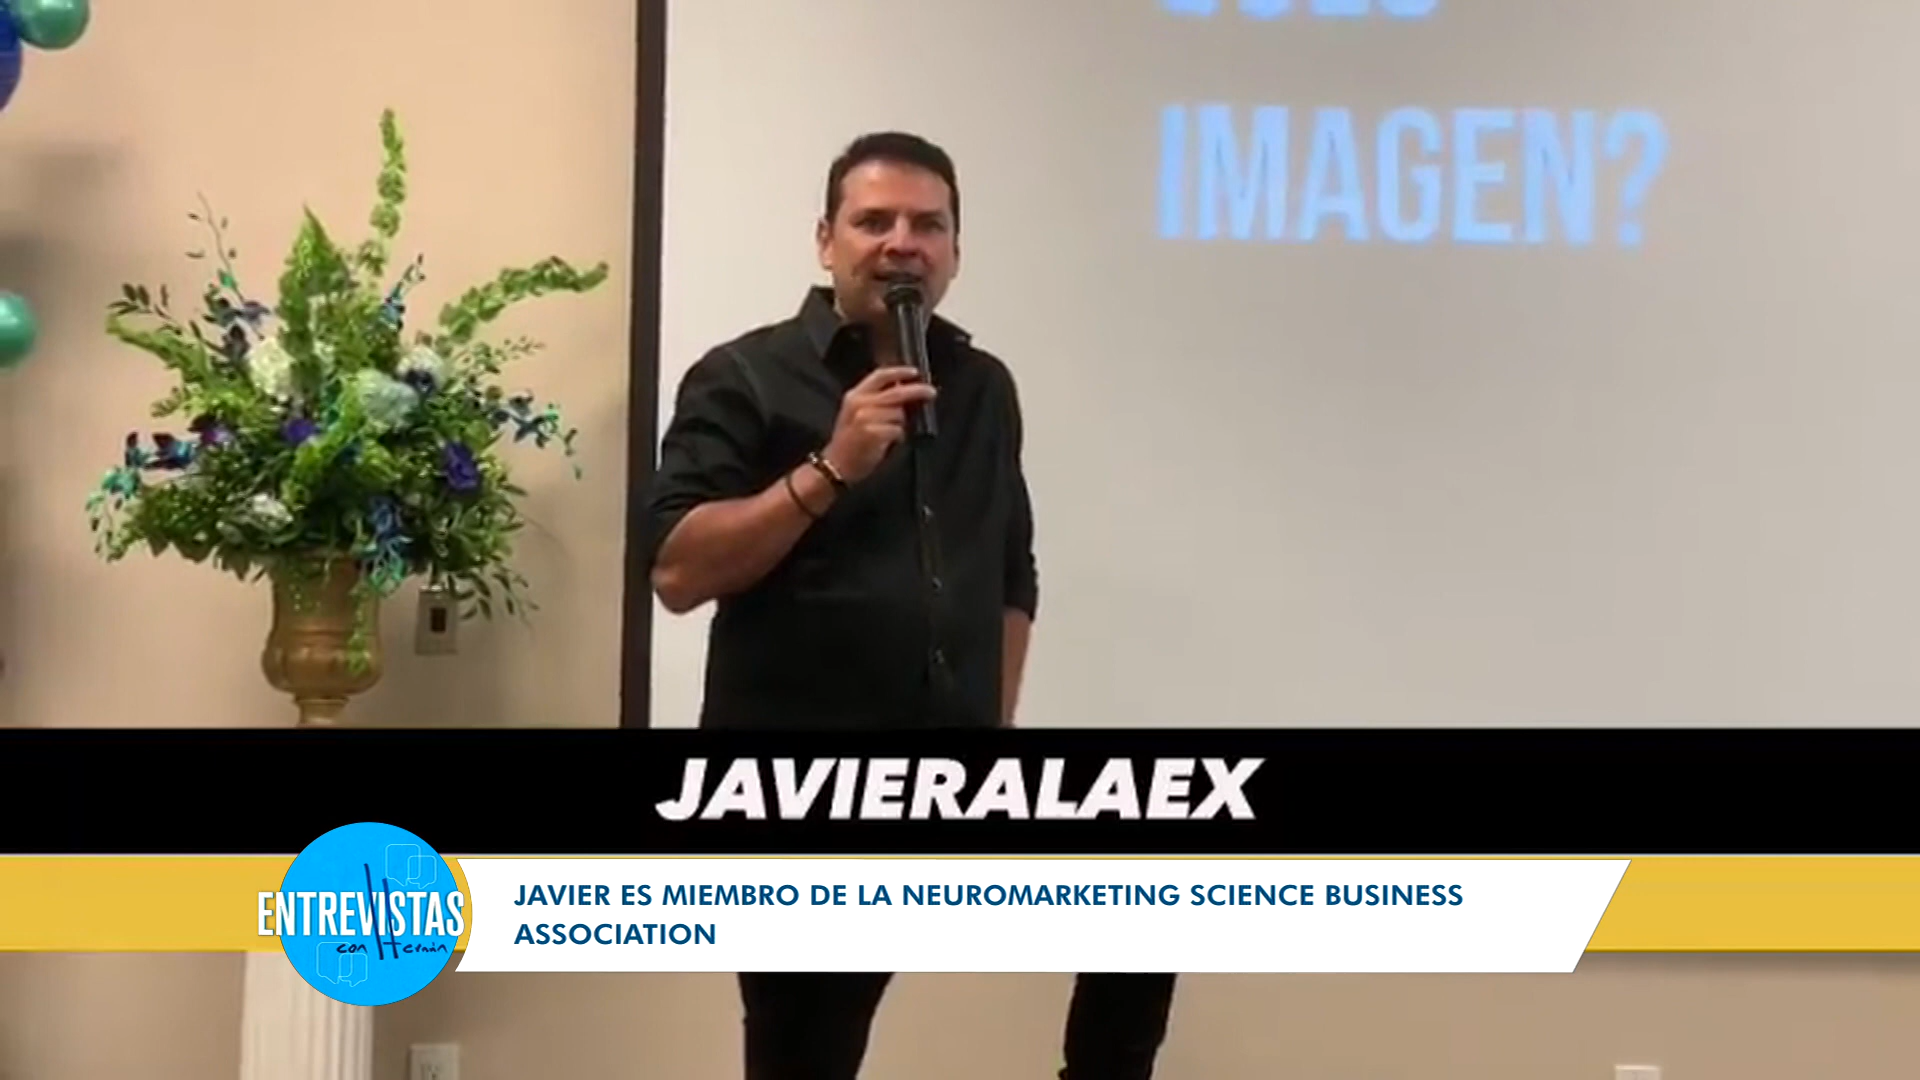 IMAGEN?
JAVIERALAEX
ENTREVISTAS
con Hernán
JAVIER ES MIEMBRO DE LA NEUROMARKETING SCIENCE BUSINESS
ASSOCIATION